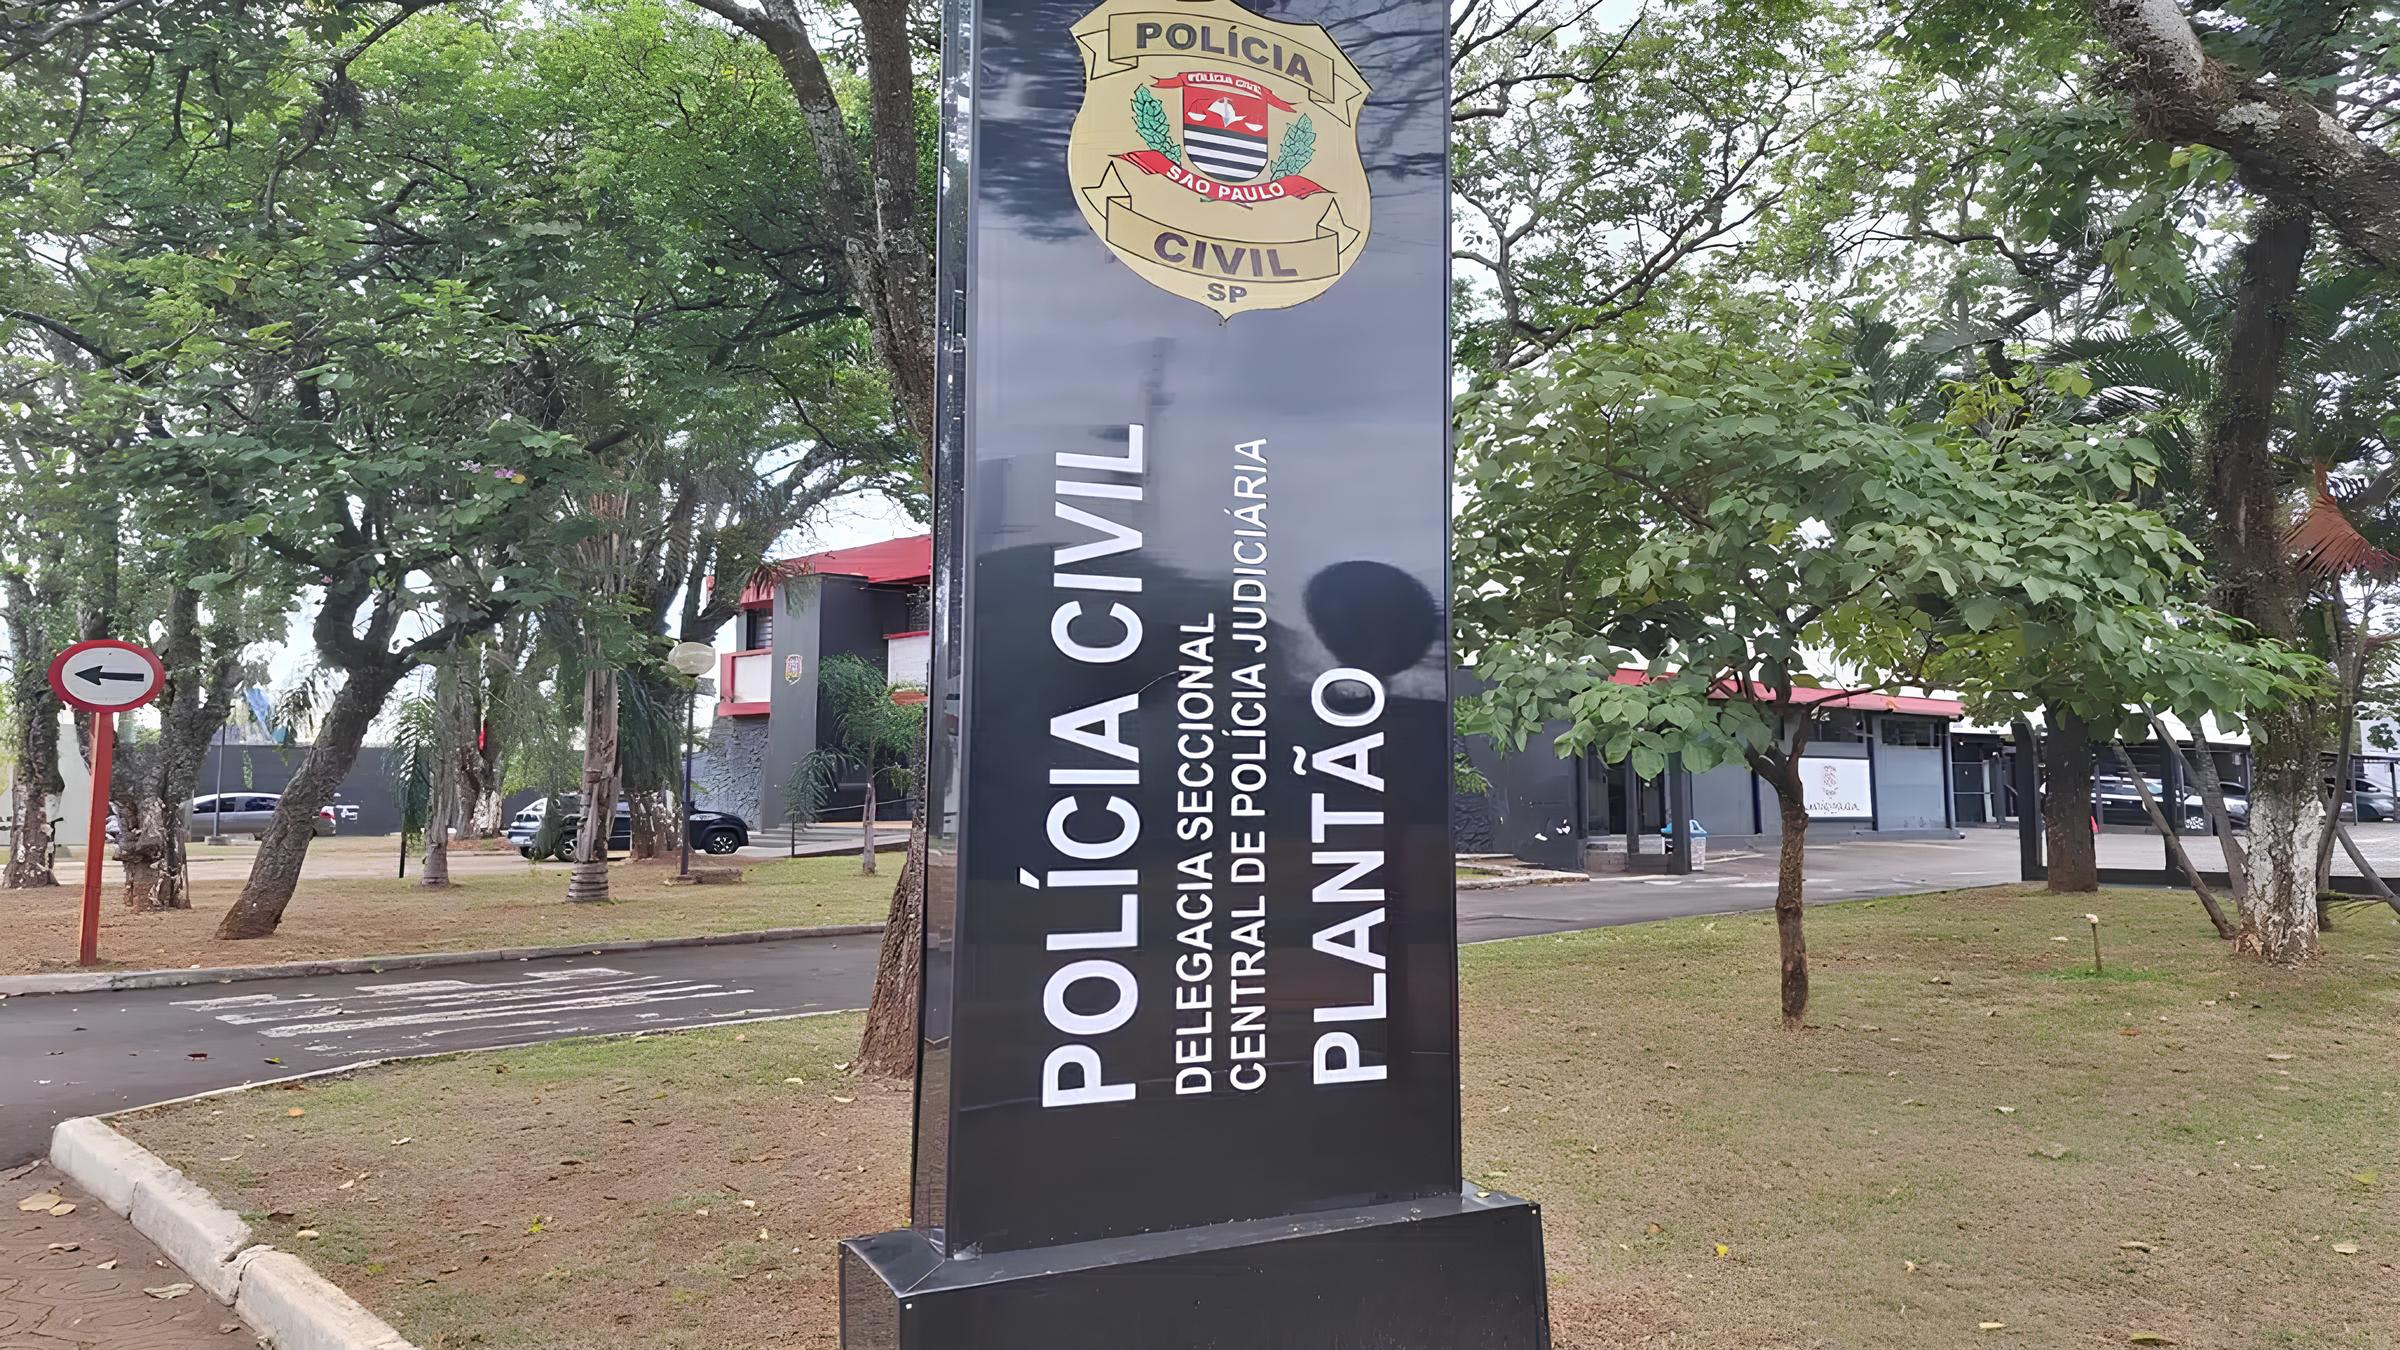 POLÍCIA
POLÍCIA CIVIL
SÃO PAULO
CIVIL
SP
POLÍCIA CIVIL
DELEGACIA SECCIONAL
CENTRAL DE POLÍCIA JUDICIÁRIA
PLANTÃO